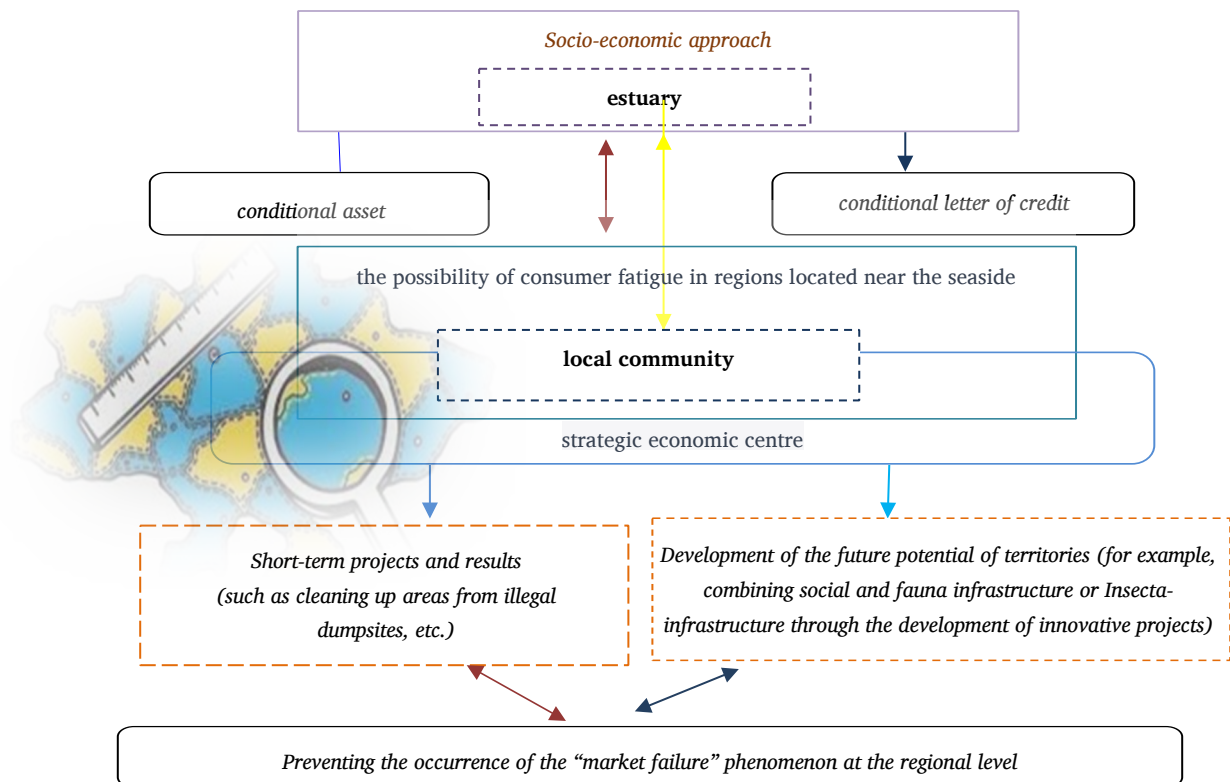 Socio-economic approach
estuary
conditional asset
conditional letter of credit
the possibility of consumer fatigue in regions located near the seaside
local community
strategic economic centre
Short-term projects and results
(such as cleaning up areas from illegal
dumpsites, etc.)
Development of the future potential of territories (for example,
combining social and fauna infrastructure or Insecta-
infrastructure through the development of innovative projects)
Preventing the occurrence of the “market failure” phenomenon at the regional level